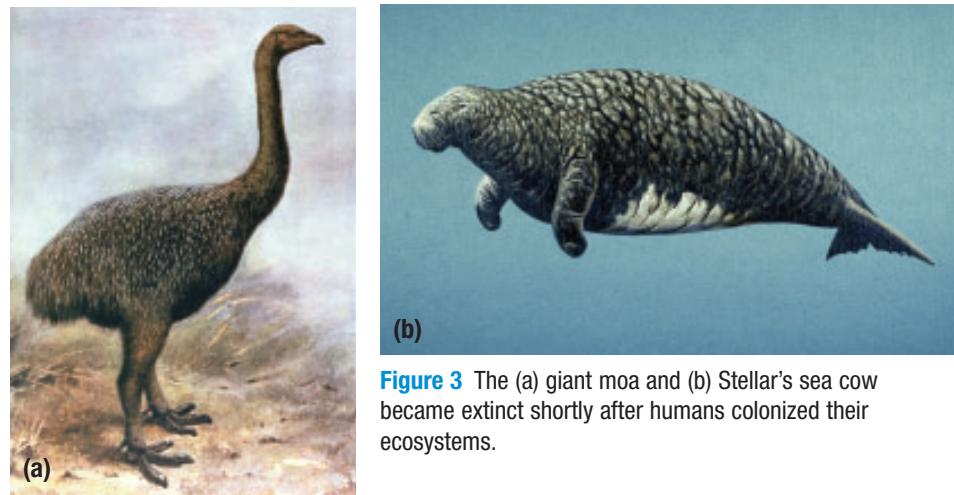 (a)
(b)
Figure 3 The (a) giant moa and (b) Stellar's sea cow
became extinct shortly after humans colonized their
ecosystems.